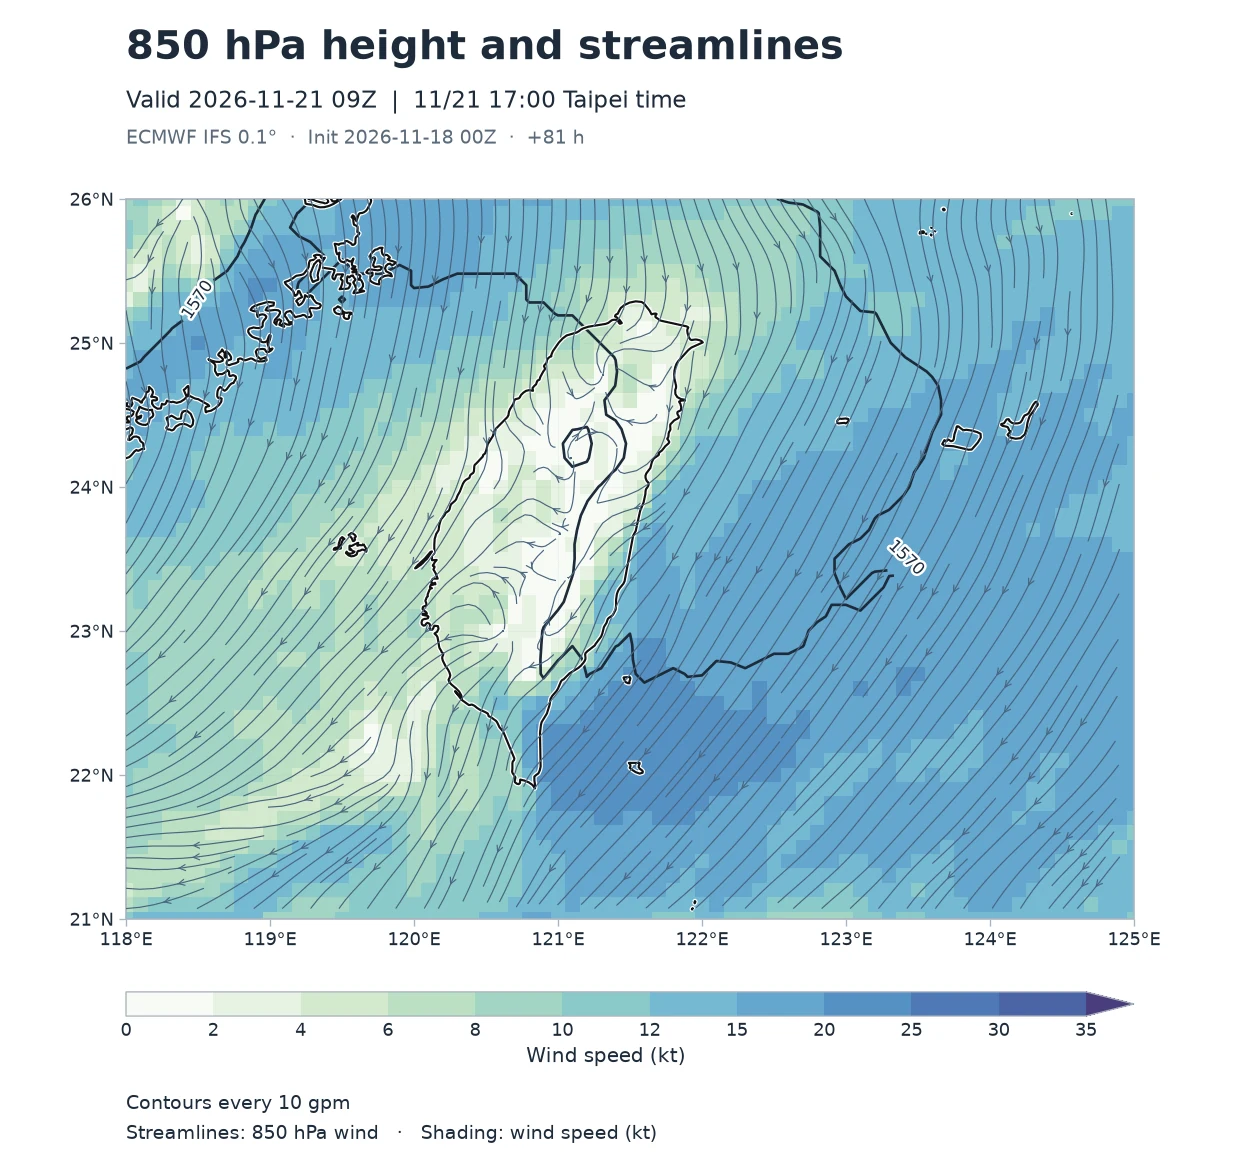 850 hPa height and streamlines
Valid 2026-11-21 09Z | 11/21 17:00 Taipei time
ECMWF IFS 0.1° · Init 2026-11-18 00Z · +81 h
26°N
25°N
24°N
23°N
22°N
21°N
1570
1570
118°E 119°E 120°E 121°E 122°E 123°E 124°E 125°E
0 2 4 6 8 10 12 15 20 25 30 35
Wind speed (kt)
Contours every 10 gpm
Streamlines: 850 hPa wind · Shading: wind speed (kt)